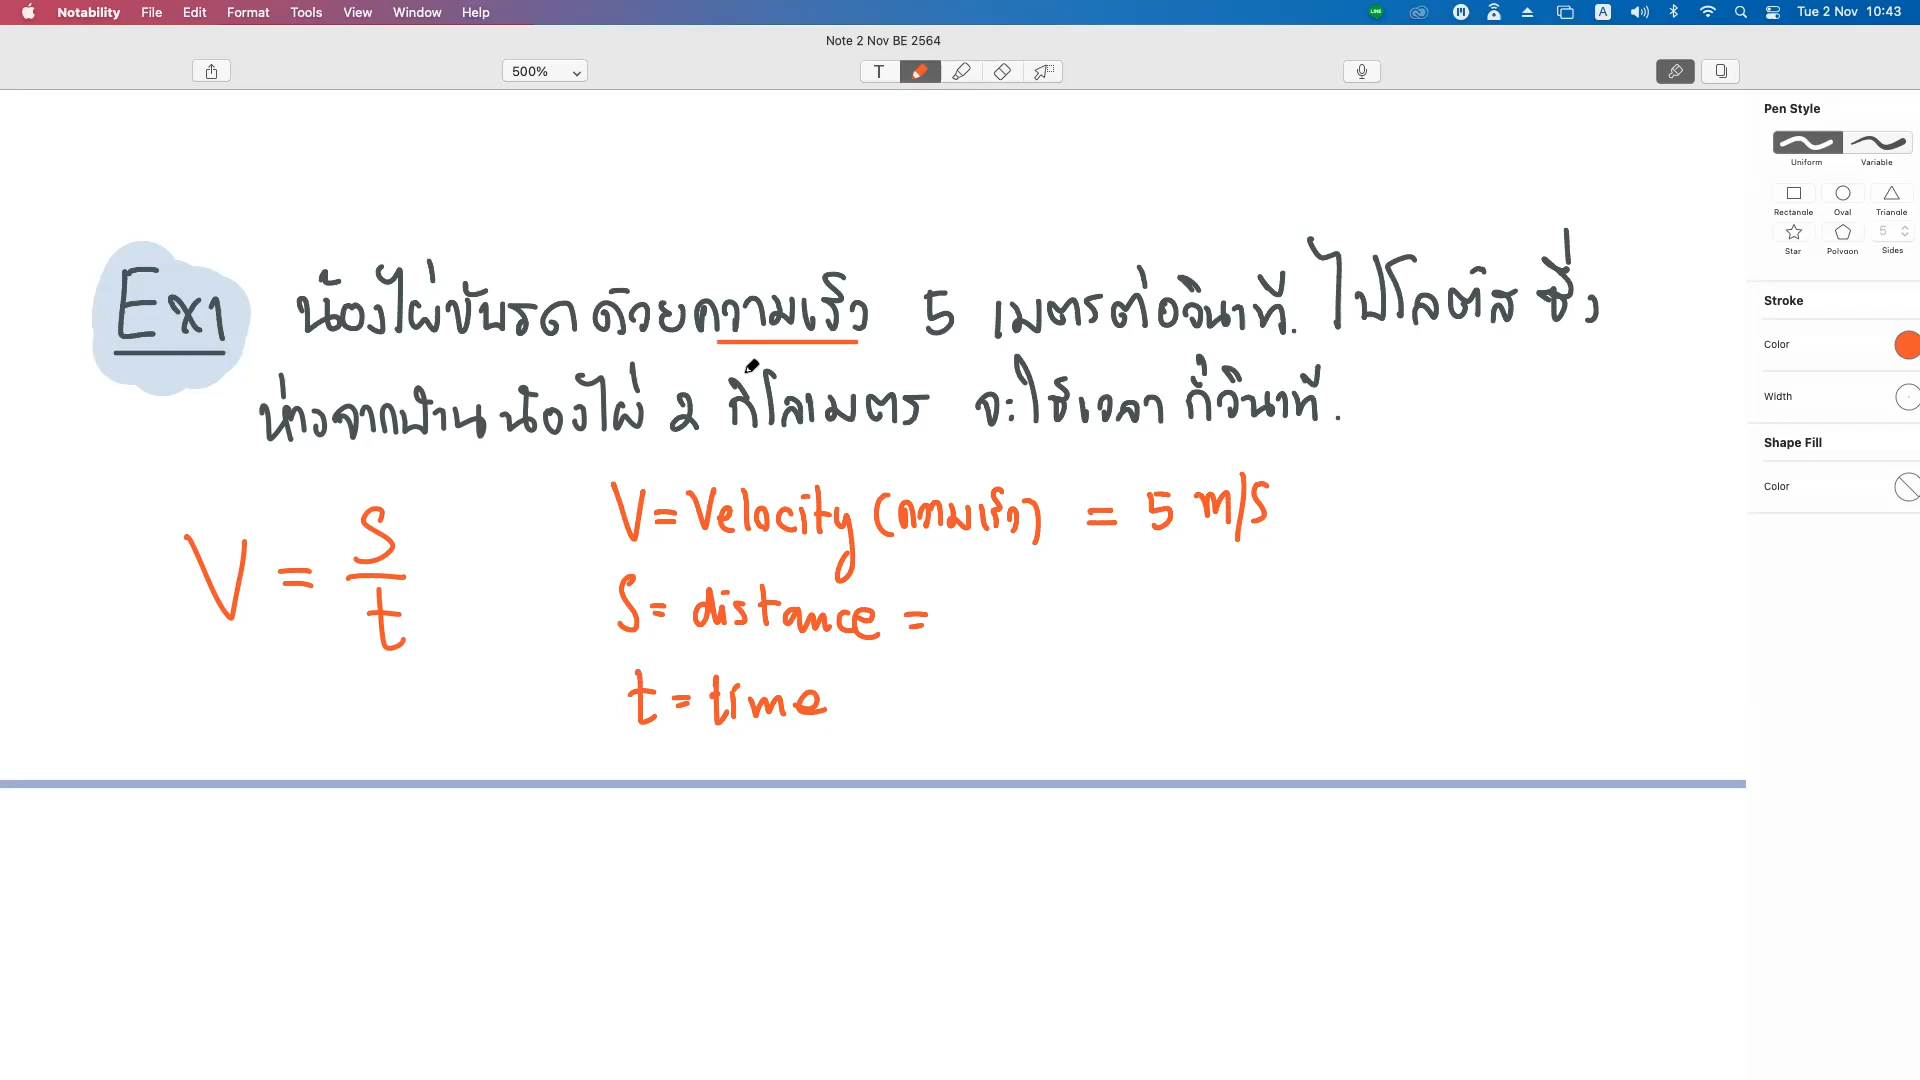 Notability File Edit Format Tools View Window Help LINE A Tue 2 Nov 10:43
Note 2 Nov BE 2564
500% T
Pen Style
Uniform Variable
Rectangle Oval Triangle
5
Star Polygon Sides
Stroke
Color
Width
Shape Fill
Color
Ex1 น้องไผ่ขับรถด้วยความเร็ว 5 เมตรต่อวินาที. ไปโลตัส ซึ่ง
ห่างจากบ้านน้องไผ่ 2 กิโลเมตร จะใช้เวลา กี่วินาที.
V = S/t
V = Velocity (ความเร็ว) = 5 m/s
S = distance =
t = time